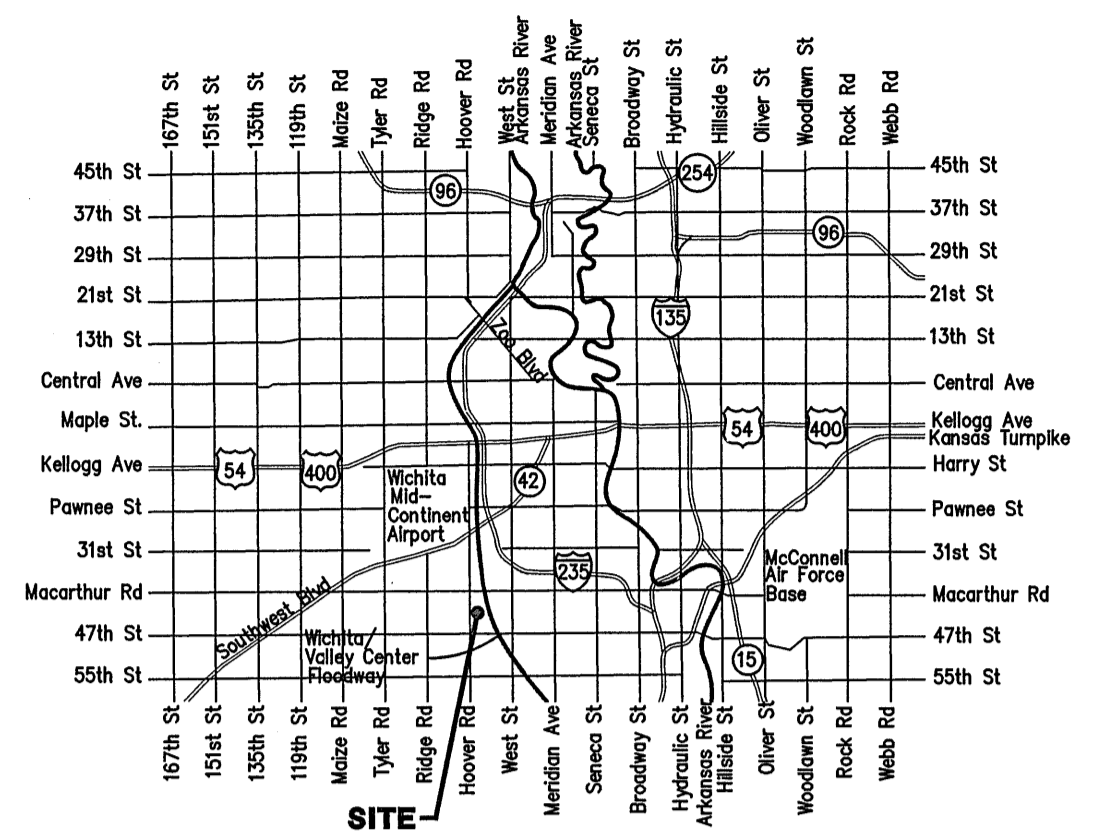 167th St
151st St
135th St
119th St
Maize Rd
Tyler Rd
Ridge Rd
Hoover Rd
West St
Arkansas River
Meridian Ave
Arkansas River
Seneca St
Broadway St
Hydraulic St
Hillside St
Oliver St
Woodlawn St
Rock Rd
Webb Rd
45th St
254
45th St
96
37th St
37th St
96
29th St
29th St
21st St
21st St
135
13th St
Zoo Blvd
13th St
Central Ave
Central Ave
Maple St.
54
400
Kellogg Ave
Kansas Turnpike
Kellogg Ave
54
400
Harry St
Wichita
Mid-
Continent
Airport
42
Pawnee St
Pawnee St
31st St
31st St
235
McConnell
Air Force
Base
Macarthur Rd
Macarthur Rd
Southwest Blvd
47th St
47th St
Wichita/
Valley Center
Floodway
15
55th St
55th St
167th St
151st St
135th St
119th St
Maize Rd
Tyler Rd
Ridge Rd
Hoover Rd
West St
Meridian Ave
Seneca St
Broadway St
Hydraulic St
Arkansas River
Hillside St
Oliver St
Woodlawn St
Rock Rd
Webb Rd
SITE